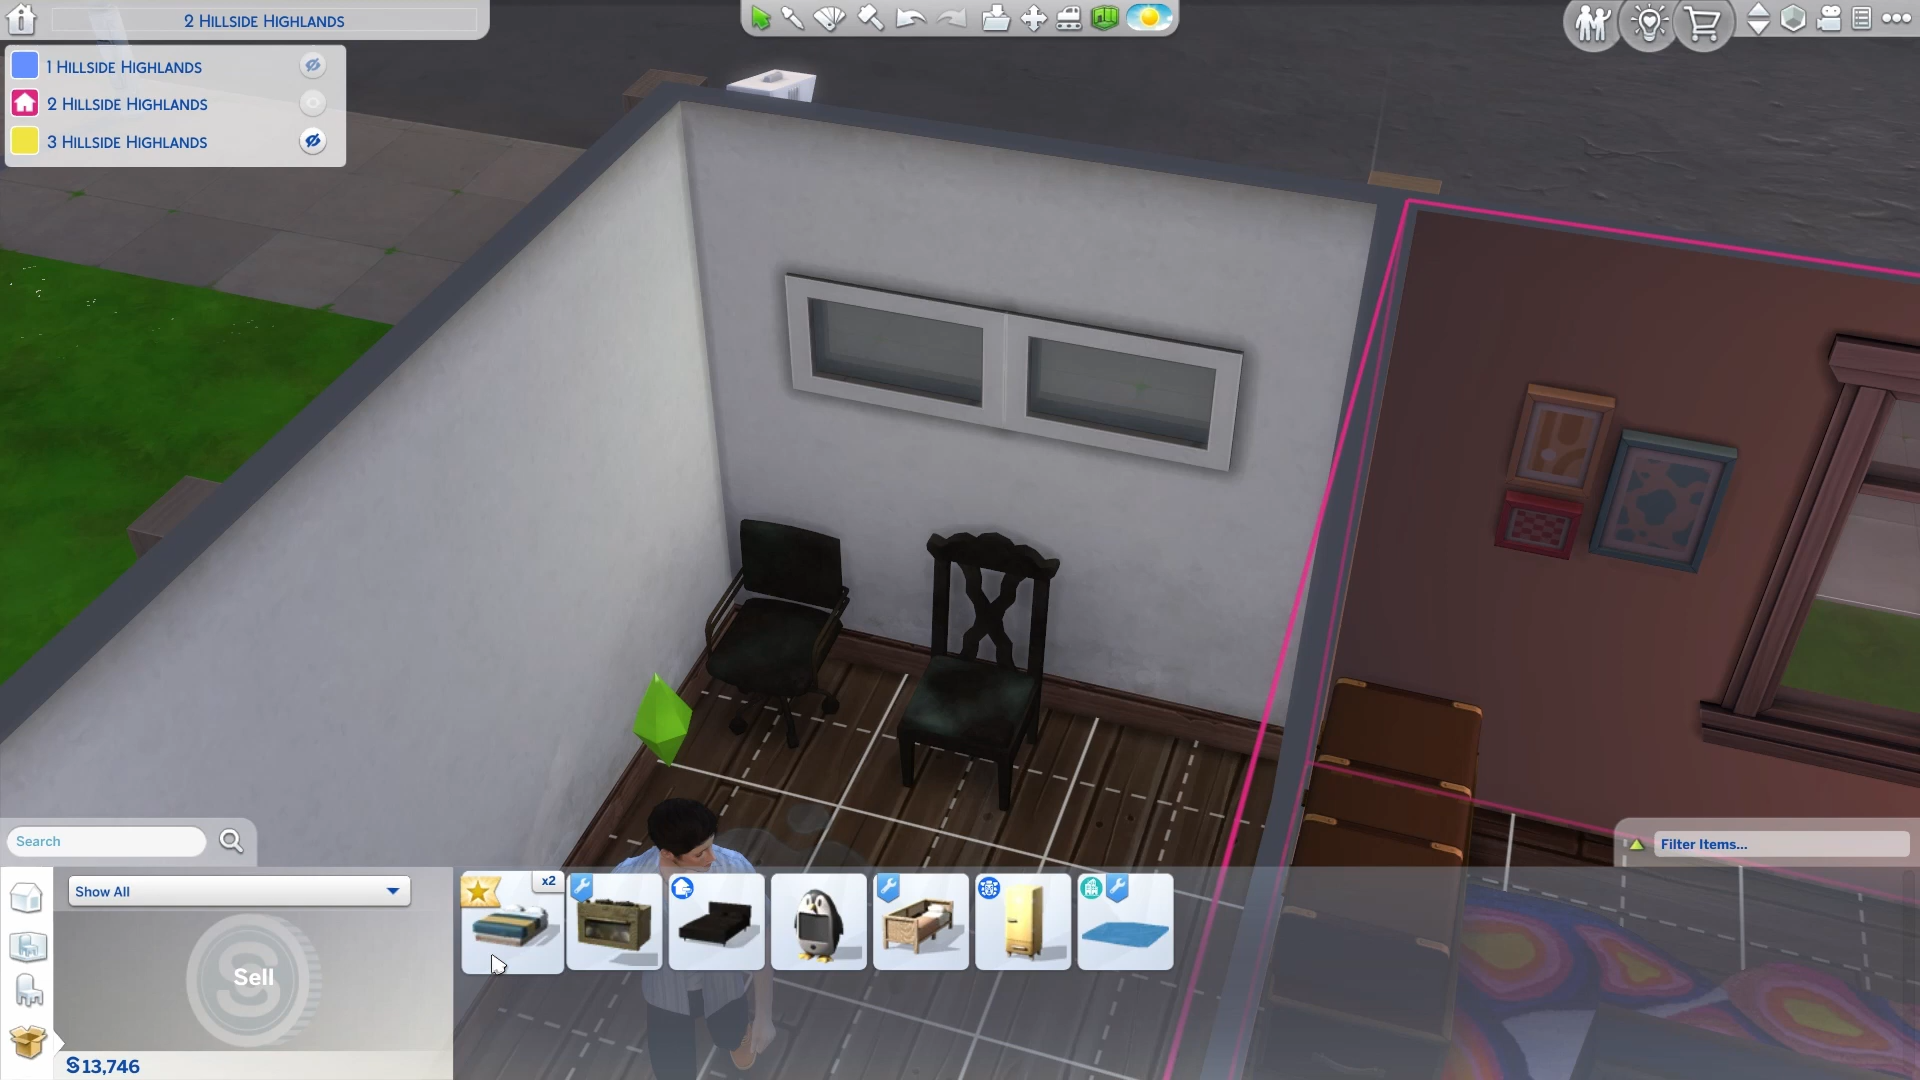 2 Hillside Highlands
1 Hillside Highlands
2 Hillside Highlands
3 Hillside Highlands
Search
Filter Items...
Show All
x2
Sell
§13,746